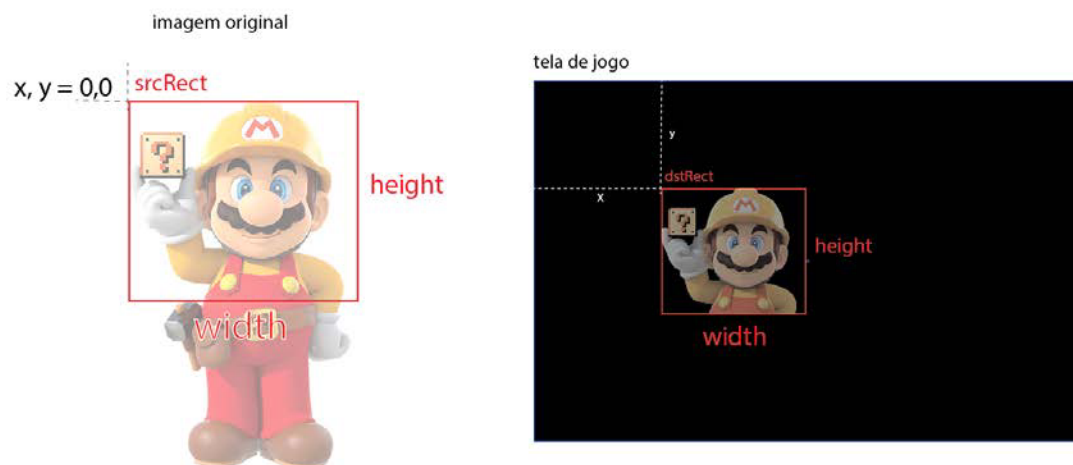 imagem original
x, y = 0,0
srcRect
M
?
height
width
tela de jogo
y
x
dstRect
M
?
height
width